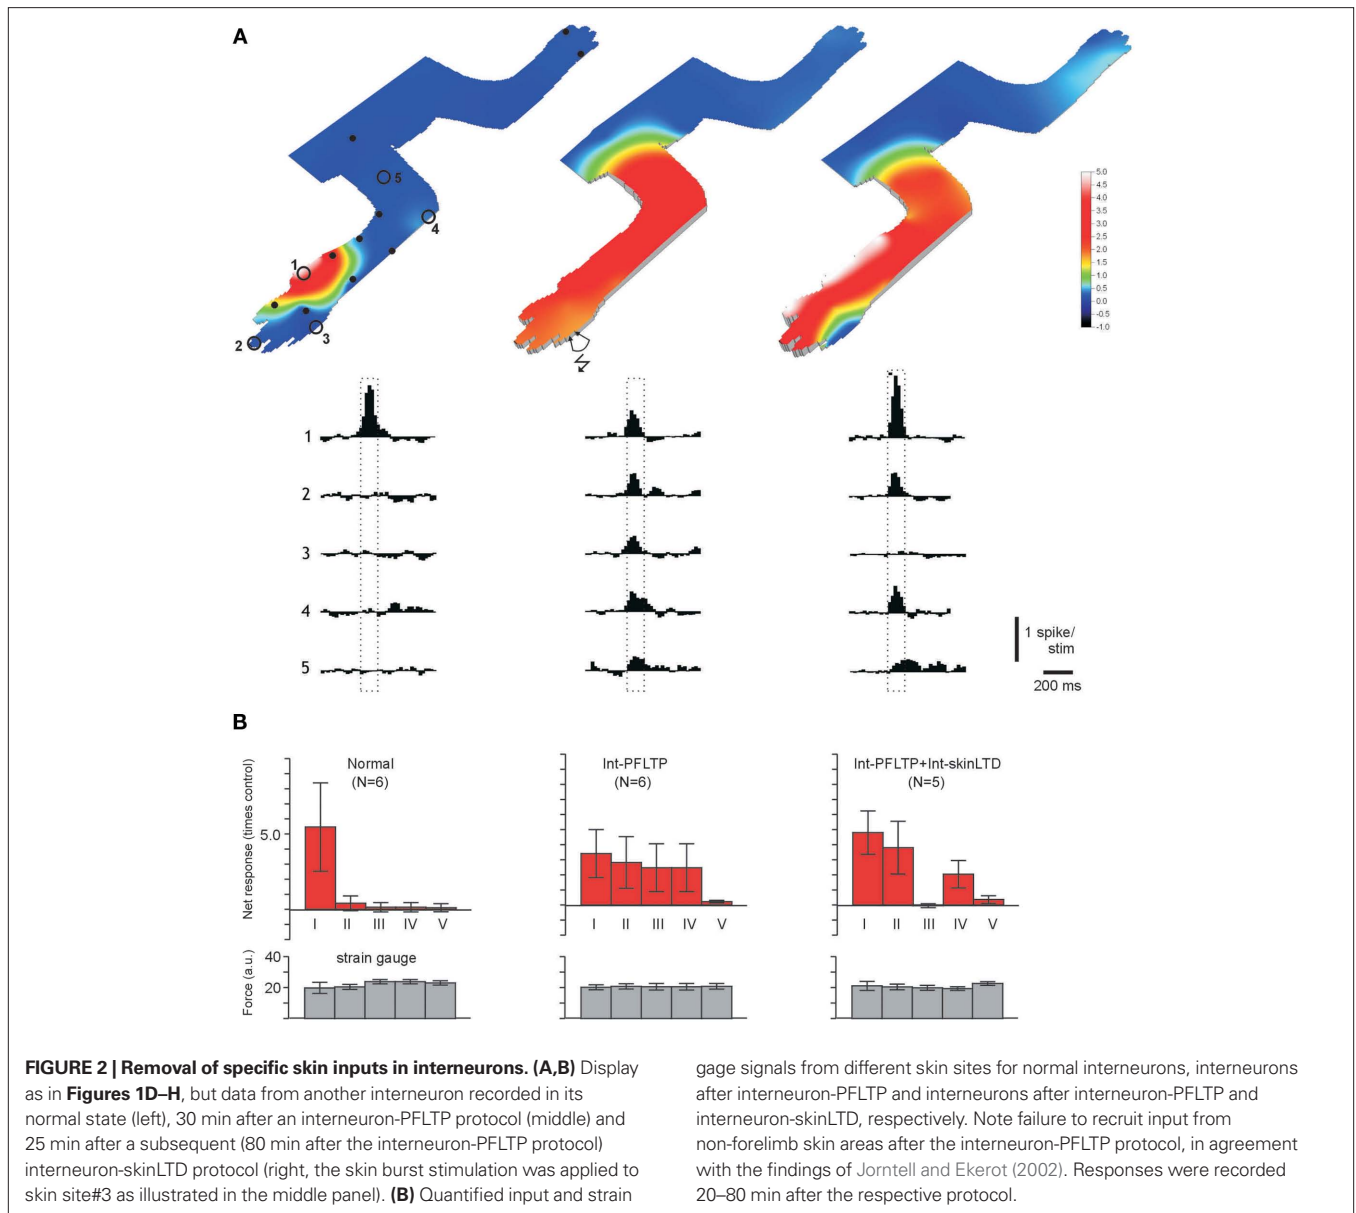 A
5
4
1
2
3
5.0
4.5
4.0
3.5
3.0
2.5
2.0
1.5
1.0
0.5
0.0
-0.5
-1.0
1
2
3
4
5
1 spike/
stim
200 ms
B
Net response (times control)
5.0
Normal
(N=6)
I II III IV V
Int-PFLTP
(N=6)
I II III IV V
Int-PFLTP+Int-skinLTD
(N=5)
I II III IV V
Force (a.u.)
40
20
strain gauge
FIGURE 2 | Removal of specific skin inputs in interneurons. (A,B) Display
as in Figures 1D–H, but data from another interneuron recorded in its
normal state (left), 30 min after an interneuron-PFLTP protocol (middle) and
25 min after a subsequent (80 min after the interneuron-PFLTP protocol)
interneuron-skinLTD protocol (right, the skin burst stimulation was applied to
skin site#3 as illustrated in the middle panel). (B) Quantified input and strain
gage signals from different skin sites for normal interneurons, interneurons
after interneuron-PFLTP and interneurons after interneuron-PFLTP and
interneuron-skinLTD, respectively. Note failure to recruit input from
non-forelimb skin areas after the interneuron-PFLTP protocol, in agreement
with the findings of Jorntell and Ekerot (2002). Responses were recorded
20–80 min after the respective protocol.